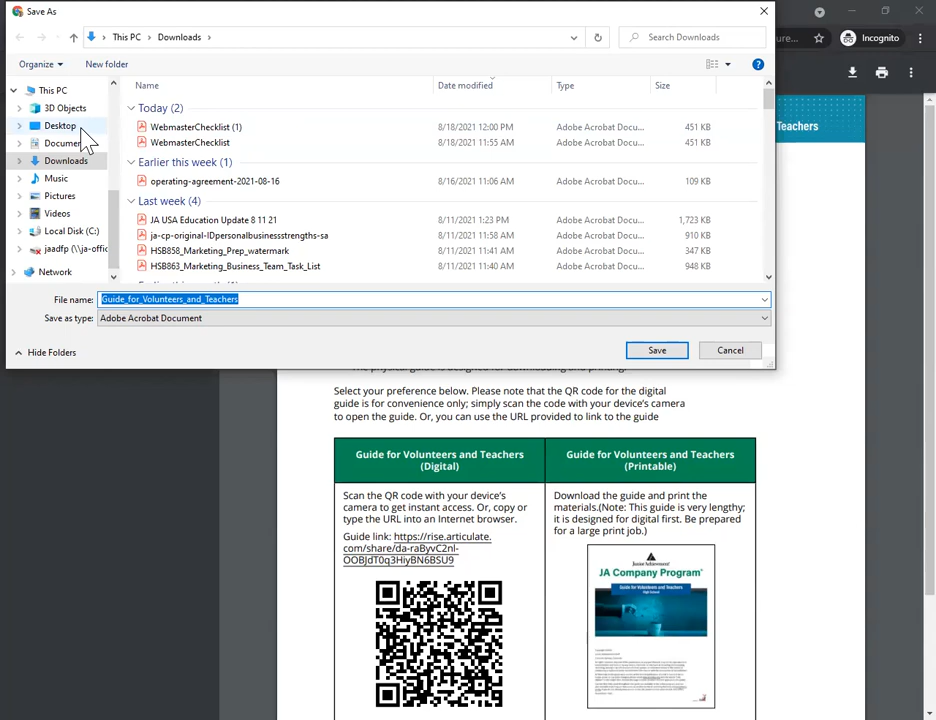 Save As
This PC
Downloads
Search Downloads
ure...
Incognito
Organize
New folder
This PC
3D Objects
Desktop
Documen
Downloads
Music
Pictures
Videos
Local Disk (C:)
jaadfp (\\ja-offic
Network
Name
Date modified
Type
Size
Today (2)
WebmasterChecklist (1)
8/18/2021 12:00 PM
Adobe Acrobat Docu...
451 KB
WebmasterChecklist
8/18/2021 11:55 AM
Adobe Acrobat Docu...
451 KB
Earlier this week (1)
operating-agreement-2021-08-16
8/16/2021 11:06 AM
Adobe Acrobat Docu...
109 KB
Last week (4)
JA USA Education Update 8 11 21
8/11/2021 1:23 PM
Adobe Acrobat Docu...
1,723 KB
ja-cp-original-IDpersonalbusinessstrengths-sa
8/11/2021 11:58 AM
Adobe Acrobat Docu...
910 KB
HSB858_Marketing_Prep_watermark
8/11/2021 11:41 AM
Adobe Acrobat Docu...
347 KB
HSB863_Marketing_Business_Team_Task_List
8/11/2021 11:40 AM
Adobe Acrobat Docu...
948 KB
File name:
Guide_for_Volunteers_and_Teachers
Save as type:
Adobe Acrobat Document
Hide Folders
Save
Cancel
Teachers
Select your preference below. Please note that the QR code for the digital
guide is for convenience only; simply scan the code with your device's camera
to open the guide. Or, you can use the URL provided to link to the guide
Guide for Volunteers and Teachers
(Digital)
Guide for Volunteers and Teachers
(Printable)
Scan the QR code with your device's
camera to get instant access. Or, copy or
type the URL into an Internet browser.
Guide link: https://rise.articulate.
com/share/da-raByvC2nl-
OOBJdT0q3HiyBN6BSU9
Download the guide and print the
materials.(Note: This guide is very lengthy;
it is designed for digital first. Be prepared
for a large print job.)
Junior Achievement
JA Company Program
Guide for Volunteers and Teachers
High School